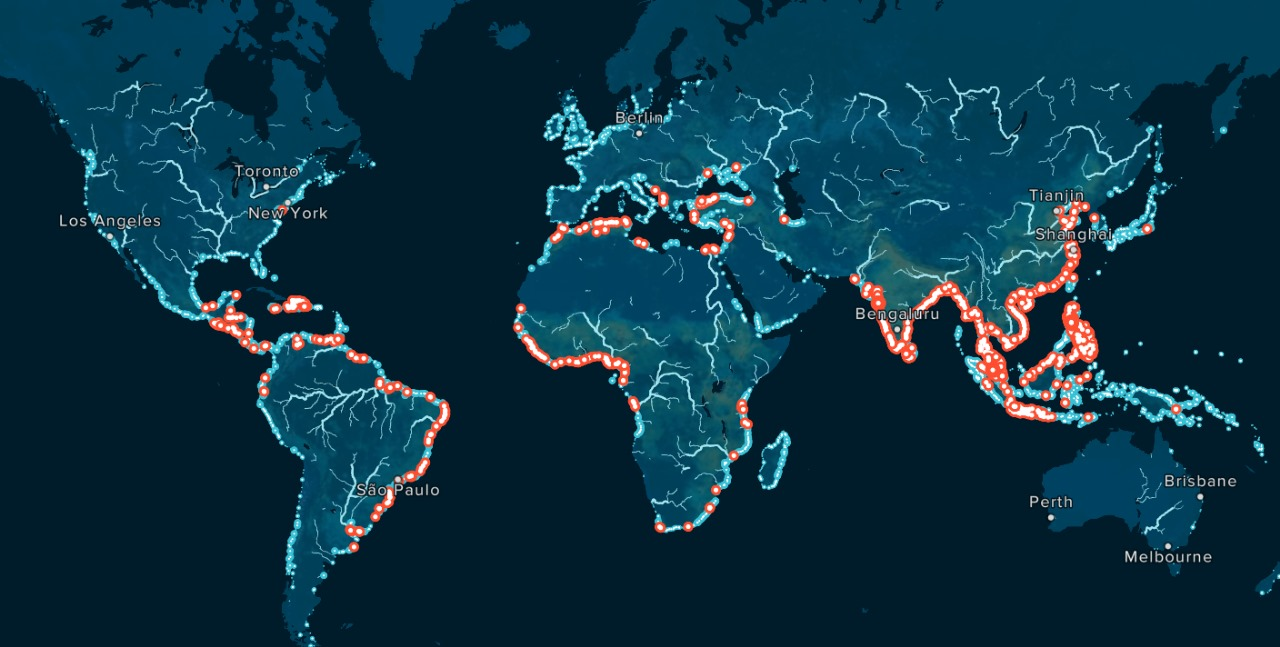 Berlin
Toronto
New York
Los Angeles
Tianjin
Shanghai
Bengaluru
São Paulo
Brisbane
Perth
Melbourne